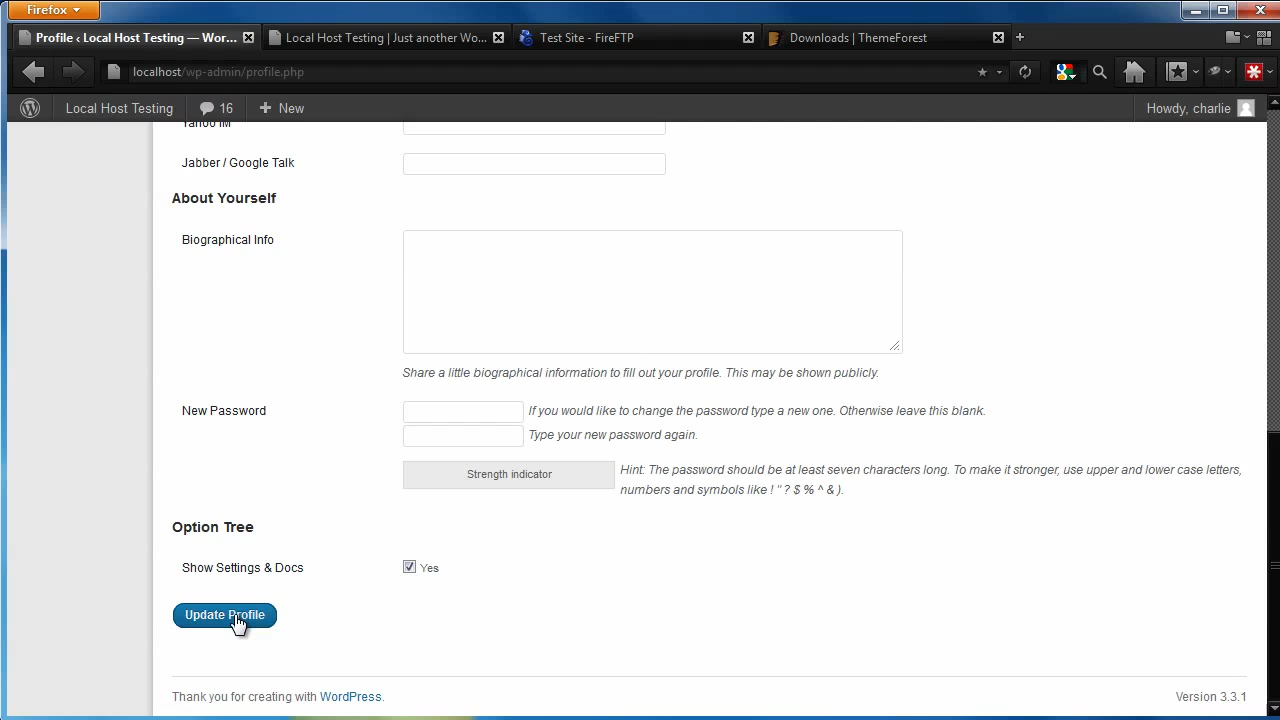 Firefox
Profile ‹ Local Host Testing — Wor...
Local Host Testing | Just another Wo...
Test Site - FireFTP
Downloads | ThemeForest
localhost/wp-admin/profile.php
Local Host Testing
16
New
Howdy, charlie
Yahoo IM
Jabber / Google Talk
About Yourself
Biographical Info
Share a little biographical information to fill out your profile. This may be shown publicly.
New Password
If you would like to change the password type a new one. Otherwise leave this blank.
Type your new password again.
Strength indicator
Hint: The password should be at least seven characters long. To make it stronger, use upper and lower case letters,
numbers and symbols like ! " ? $ % ^ & ).
Option Tree
Show Settings & Docs
Yes
Update Profile
Thank you for creating with WordPress.
Version 3.3.1